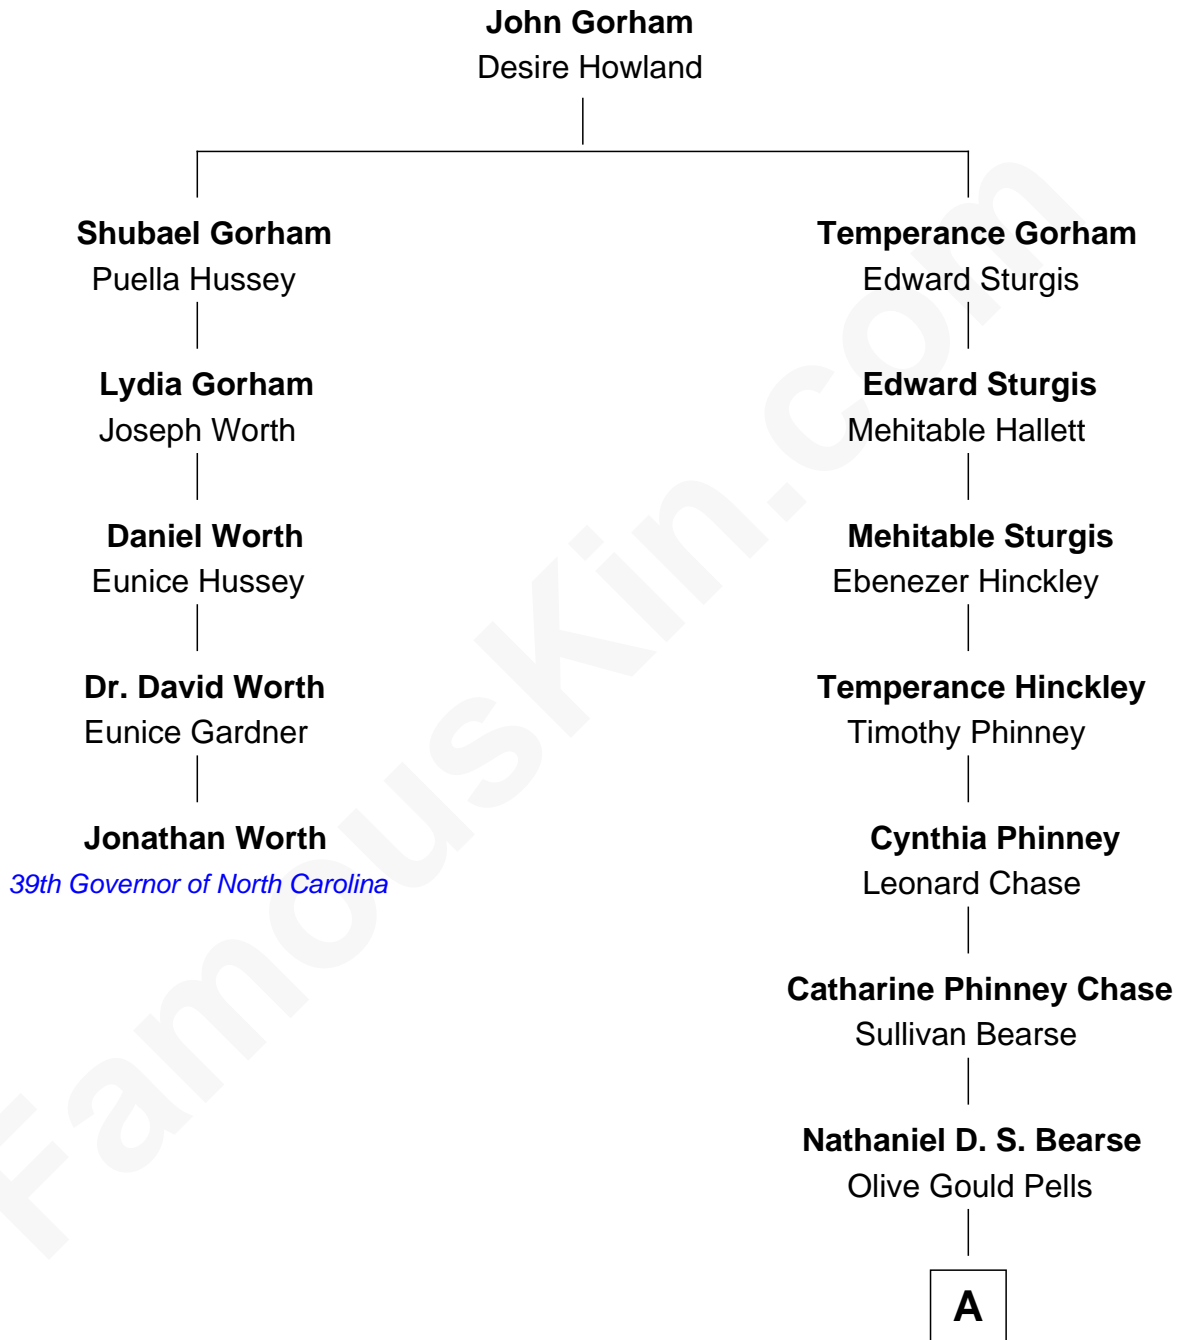 John Gorham
Desire Howland
Shubael Gorham
Puella Hussey
Temperance Gorham
Edward Sturgis
Lydia Gorham
Joseph Worth
Edward Sturgis
Mehitable Hallett
Daniel Worth
Eunice Hussey
Mehitable Sturgis
Ebenezer Hinckley
Dr. David Worth
Eunice Gardner
Temperance Hinckley
Timothy Phinney
Jonathan Worth
39th Governor of North Carolina
Cynthia Phinney
Leonard Chase
Catharine Phinney Chase
Sullivan Bearse
Nathaniel D. S. Bearse
Olive Gould Pells
A
FamousKin.com